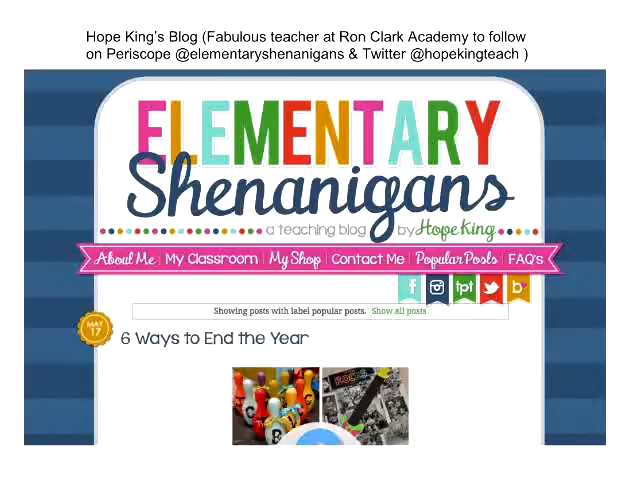 Hope King's Blog (Fabulous teacher at Ron Clark Academy to follow
on Periscope @elementaryshenanigans & Twitter @hopekingteach )
ELEMENTARY
Shenanigans
a teaching blog by Hope King
About Me My Classroom My Shop Contact Me Popular Posts FAQ's
f tpt b
Showing posts with label popular posts. Show all posts
MAY
17
6 Ways to End the Year
ROCKS